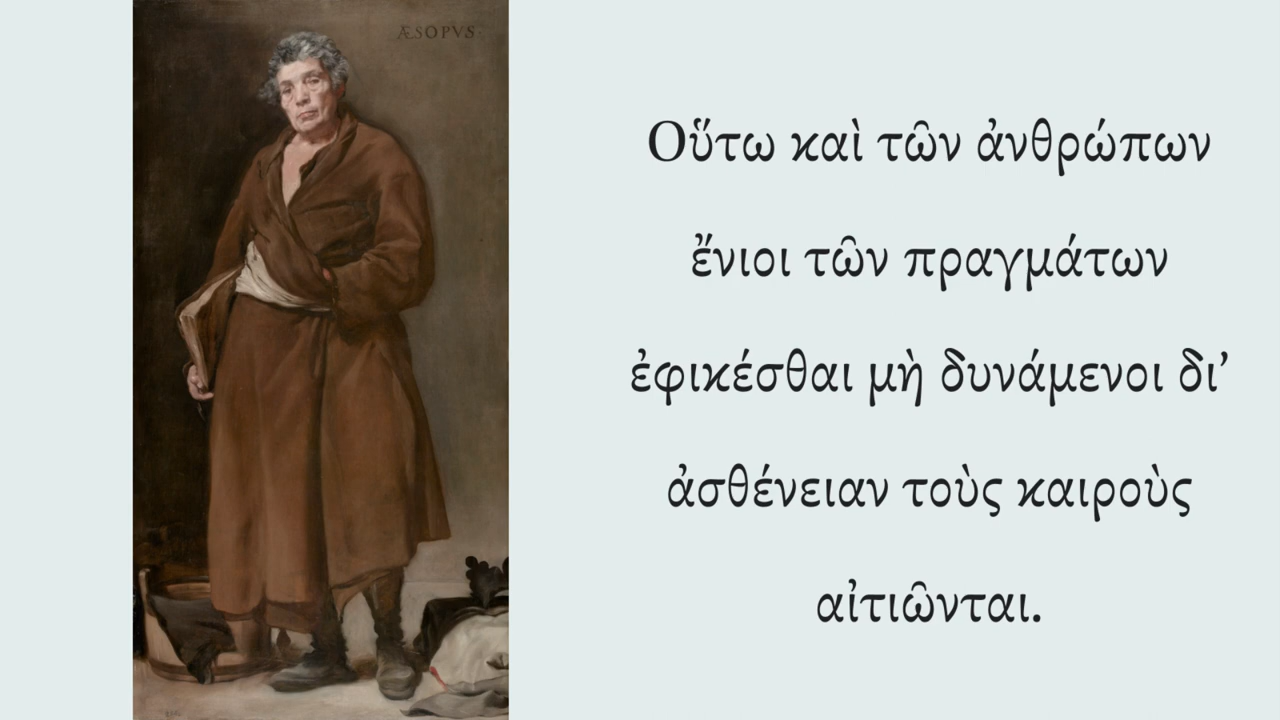 ÆSOPVS.
Οὕτω καὶ τῶν ἀνθρώπων
ἔνιοι τῶν πραγμάτων
ἐφικέσθαι μὴ δυνάμενοι δι’
ἀσθένειαν τοὺς καιροὺς
αἰτιῶνται.